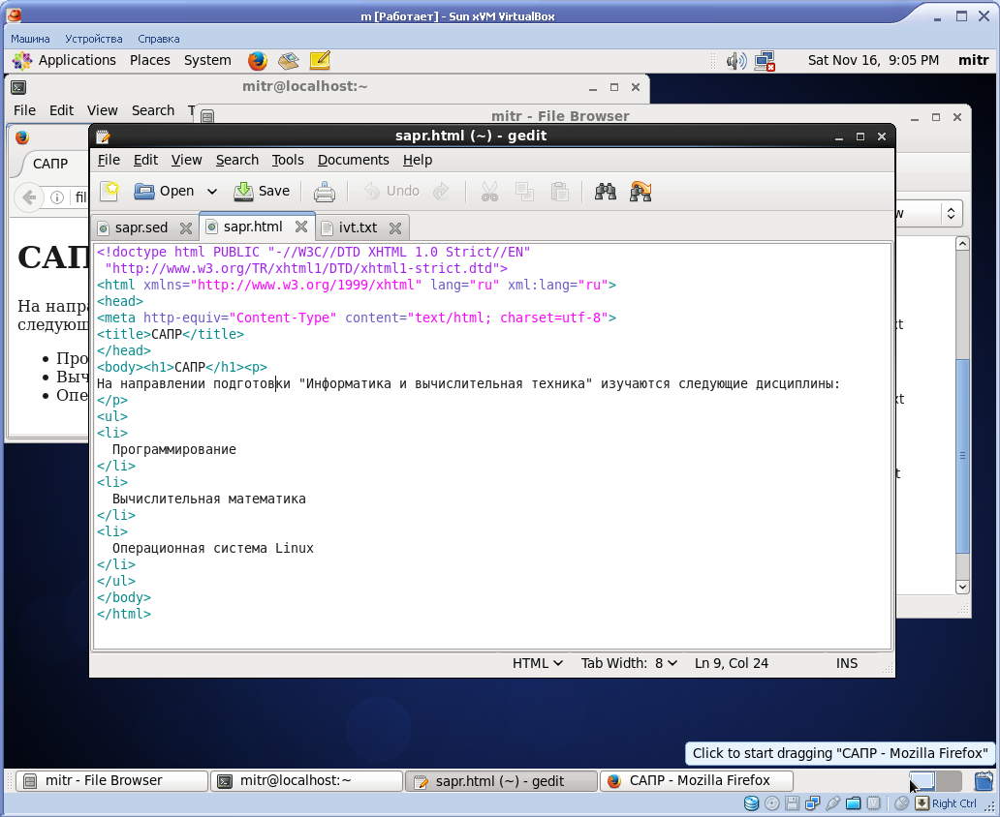 m [Работает] - Sun xVM VirtualBox
Машина Устройства Справка
Applications Places System Sat Nov 16, 9:05 PM mitr
mitr@localhost:~
File Edit View Search T
mitr - File Browser
sapr.html (~) - gedit
File Edit View Search Tools Documents Help
САПР
Open Save Undo
file
w
sapr.sed sapr.html ivt.txt
<!doctype html PUBLIC "-//W3C//DTD XHTML 1.0 Strict//EN"
"http://www.w3.org/TR/xhtml1/DTD/xhtml1-strict.dtd">
<html xmlns="http://www.w3.org/1999/xhtml" lang="ru" xml:lang="ru">
<head>
<meta http-equiv="Content-Type" content="text/html; charset=utf-8">
<title>САПР</title>
</head>
<body><h1>САПР</h1><p>
На направлении подготовки "Информатика и вычислительная техника" изучаются следующие дисциплины:
</p>
<ul>
<li>
Программирование
</li>
<li>
Вычислительная математика
</li>
<li>
Операционная система Linux
</li>
</ul>
</body>
</html>
САП
На напра
следующ
• Про
• Выч
• Опе
xt
xt
t
HTML Tab Width: 8 Ln 9, Col 24 INS
Click to start dragging "САПР - Mozilla Firefox"
mitr - File Browser mitr@localhost:~ sapr.html (~) - gedit САПР - Mozilla Firefox
Right Ctrl